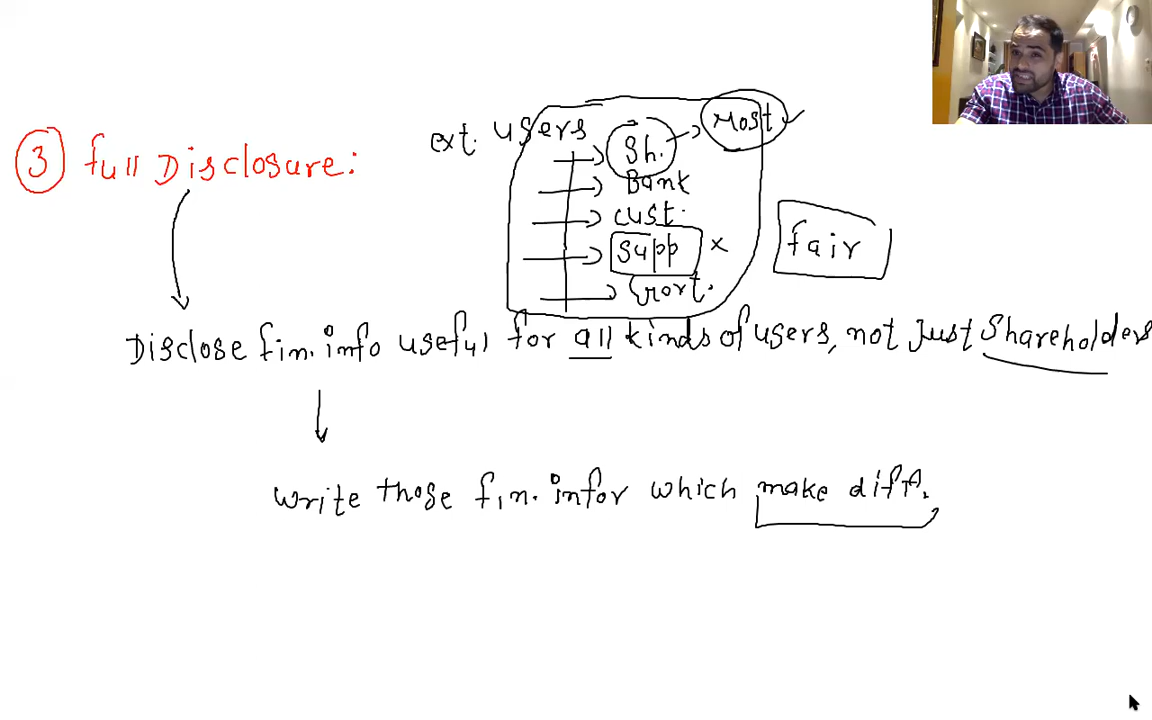 ext. users
Sh. → Most ✓
3 full Disclosure:
Bank
cust.
Supp ×
fair
Govt.
Disclose fin. info useful for all kinds of users, not just Shareholders
Write those fin. infor which make diff.